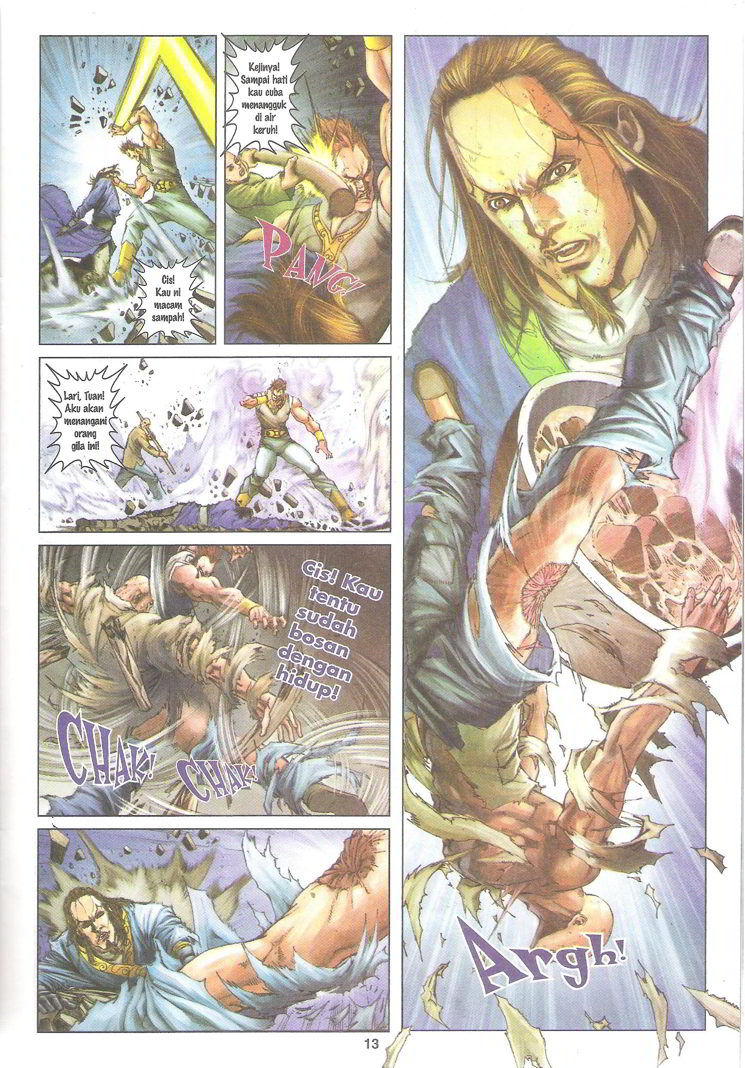 Cis!
Kau ni
macam
sampah!
Kejinya!
Sampai hati
kau cuba
menangguk
di air
keruh!
PANG!
Lari, Tuan!
Aku akan
menangani
orang
gila ini!
Cis! Kau
tentu
sudah
bosan
dengan
hidup!
CHAK!
CHAK!
Argh!
13